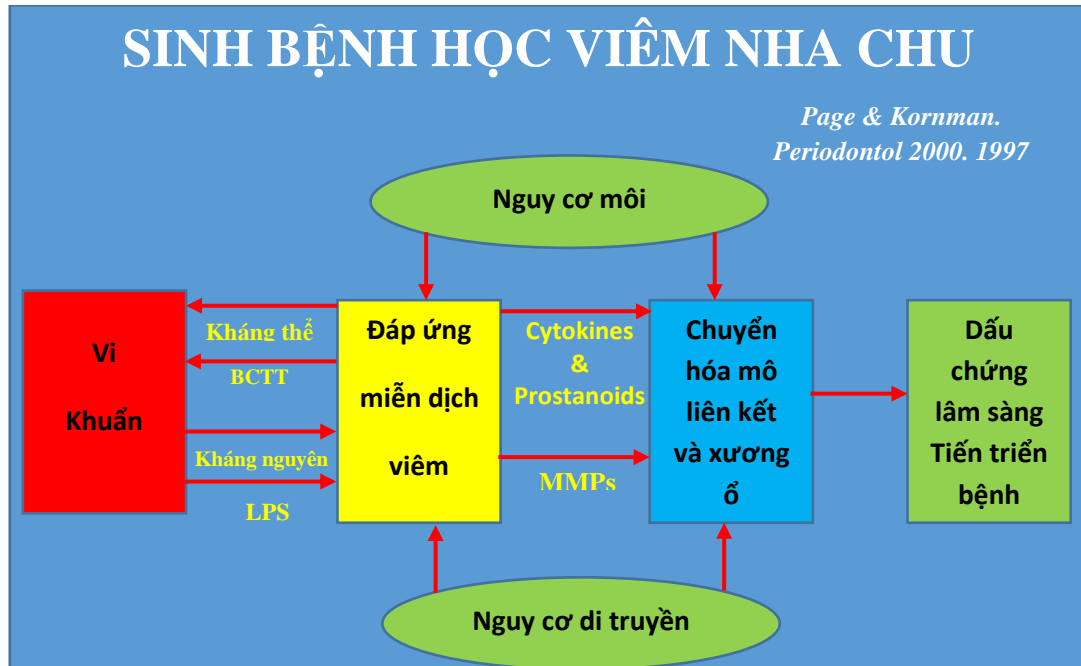 SINH BỆNH HỌC VIÊM NHA CHU
Page & Kornman.
Periodontol 2000. 1997
Nguy cơ môi
Vi
Khuẩn
Kháng thể
BCTT
Kháng nguyên
LPS
Đáp ứng
miễn dịch
viêm
Cytokines
&
Prostanoids
MMPs
Chuyển
hóa mô
liên kết
và xương
ổ
Dấu
chứng
lâm sàng
Tiến triển
bệnh
Nguy cơ di truyền